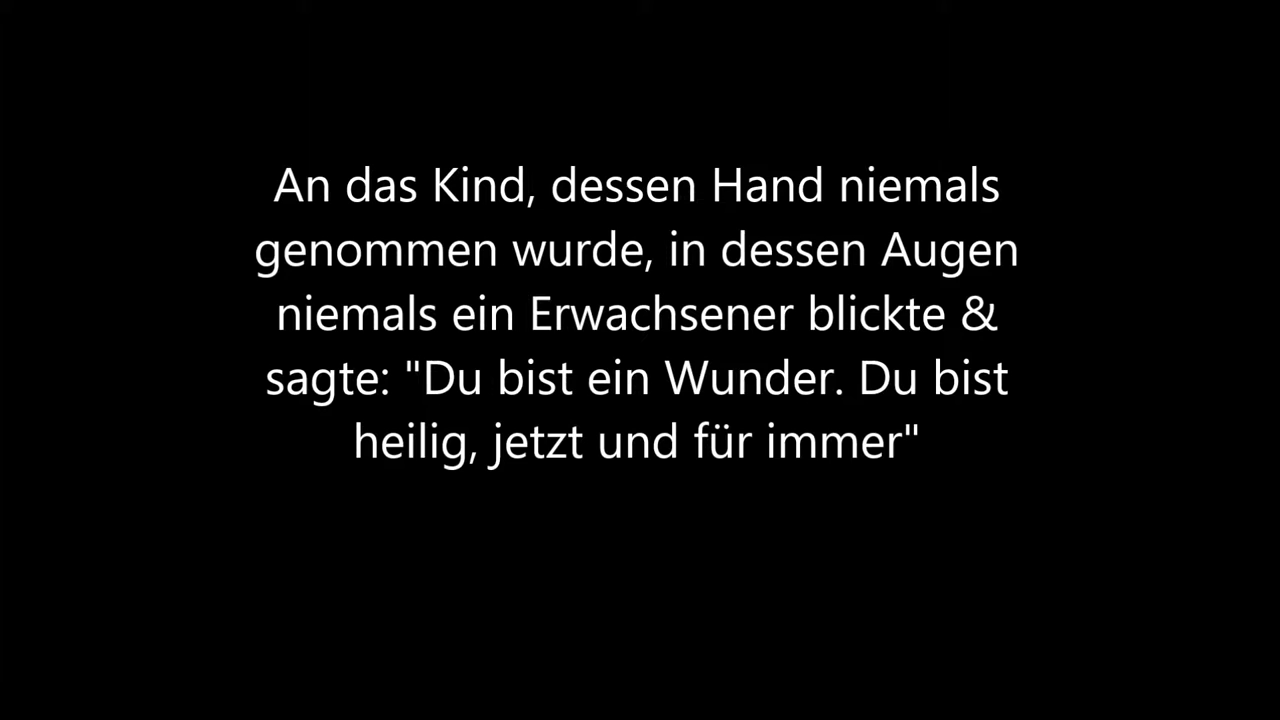 An das Kind, dessen Hand niemals
genommen wurde, in dessen Augen
niemals ein Erwachsener blickte &
sagte: "Du bist ein Wunder. Du bist
heilig, jetzt und für immer"